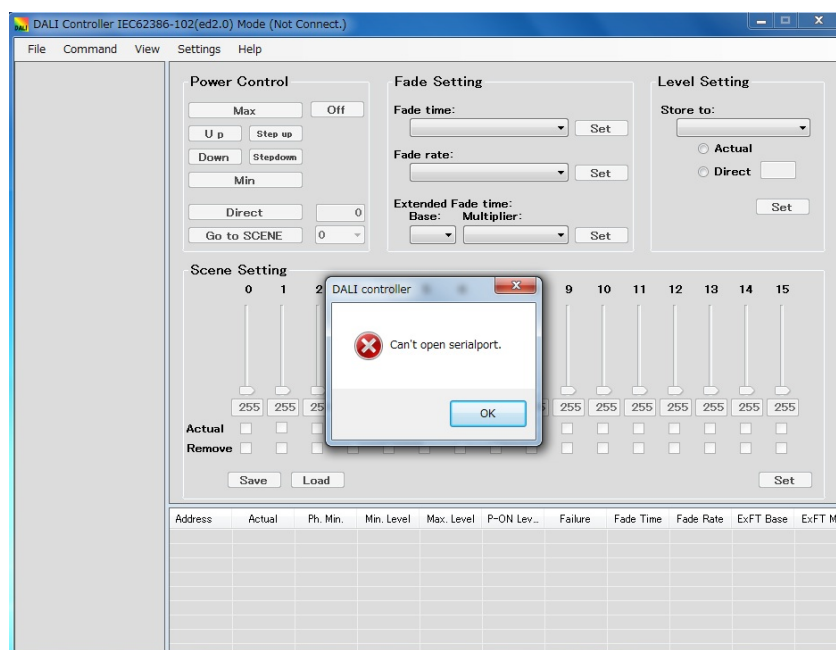 DALI Controller IEC62386-102(ed2.0) Mode (Not Connect.)
File Command View Settings Help
Power Control
Max Off
U p Step up
Down Stepdown
Min
Direct 0
Go to SCENE 0
Fade Setting
Fade time:
Set
Fade rate:
Set
Extended Fade time:
Base: Multiplier:
Set
Level Setting
Store to:
Actual
Direct
Set
Scene Setting
0 1 2 9 10 11 12 13 14 15
255 255 25 255 255 255 255 255 255 255
Actual
Remove
Save Load Set
DALI controller
Can't open serialport.
OK
Address Actual Ph. Min. Min. Level Max. Level P-ON Lev... Failure Fade Time Fade Rate ExFT Base ExFT M